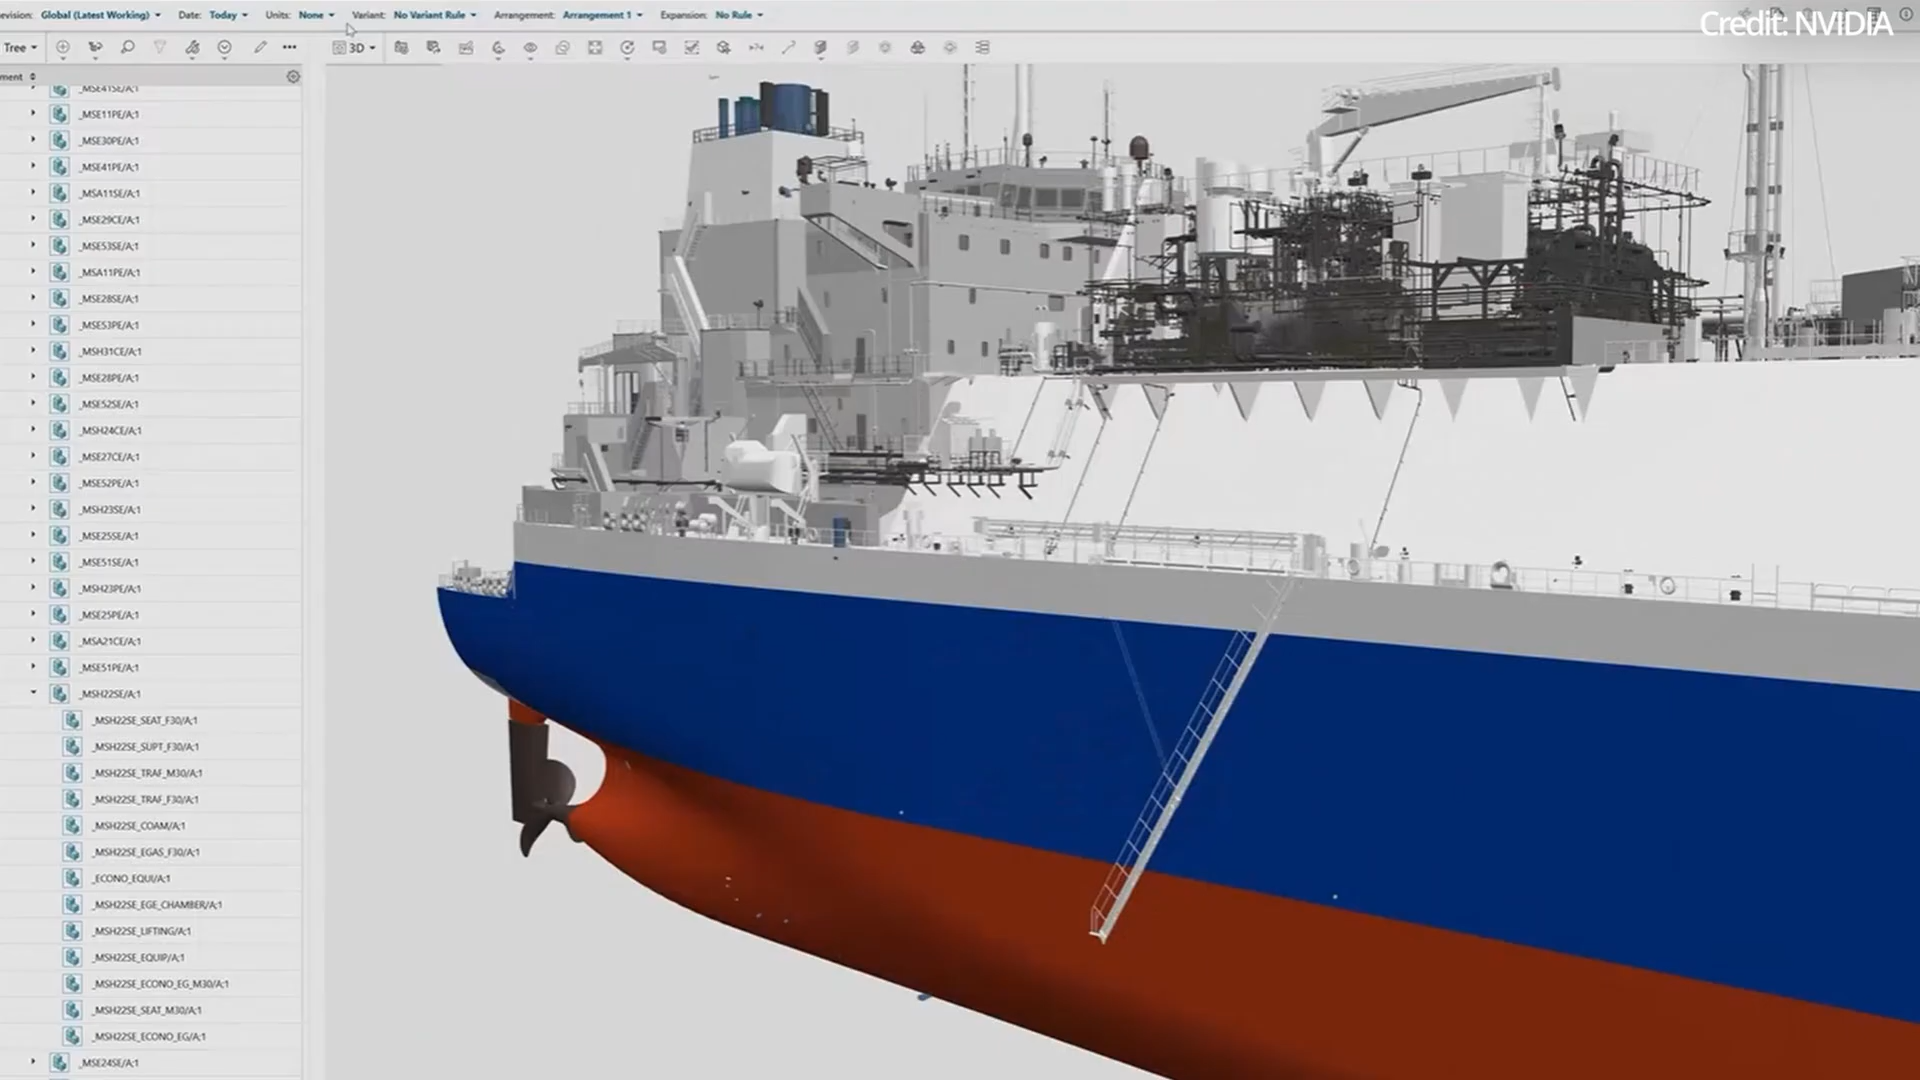 evision: Global (Latest Working) Date: Today Units: None Variant: No Variant Rule Arrangement: Arrangement 1 Expansion: No Rule
Credit: NVIDIA
Tree
3D
ment
_MSE41SE/A;1
_MSE11PE/A;1
_MSE30PE/A;1
_MSE41PE/A;1
_MSA11SE/A;1
_MSE29CE/A;1
_MSE53SE/A;1
_MSA11PE/A;1
_MSE28SE/A;1
_MSE53PE/A;1
_MSH31CE/A;1
_MSE28PE/A;1
_MSE52SE/A;1
_MSH24CE/A;1
_MSE27CE/A;1
_MSE52PE/A;1
_MSH23SE/A;1
_MSE25SE/A;1
_MSE51SE/A;1
_MSH23PE/A;1
_MSE25PE/A;1
_MSA21CE/A;1
_MSE51PE/A;1
_MSH22SE/A;1
_MSH22SE_SEAT_F30/A;1
_MSH22SE_SUPT_F30/A;1
_MSH22SE_TRAF_M30/A;1
_MSH22SE_TRAF_F30/A;1
_MSH22SE_COAM/A;1
_MSH22SE_EGAS_F30/A;1
_ECONO_EQUI/A;1
_MSH22SE_EGE_CHAMBER/A;1
_MSH22SE_LIFTING/A;1
_MSH22SE_EQUIP/A;1
_MSH22SE_ECONO_EG_M30/A;1
_MSH22SE_SEAT_M30/A;1
_MSH22SE_ECONO_EG/A;1
_MSE24SE/A;1